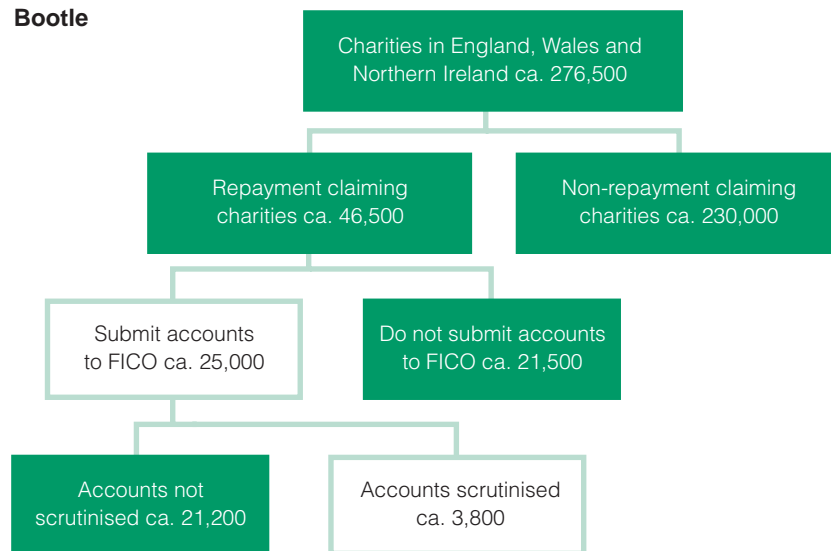 Bootle
Charities in England, Wales and
Northern Ireland ca. 276,500
Repayment claiming
charities ca. 46,500
Non-repayment claiming
charities ca. 230,000
Submit accounts
to FICO ca. 25,000
Do not submit accounts
to FICO ca. 21,500
Accounts not
scrutinised ca. 21,200
Accounts scrutinised
ca. 3,800